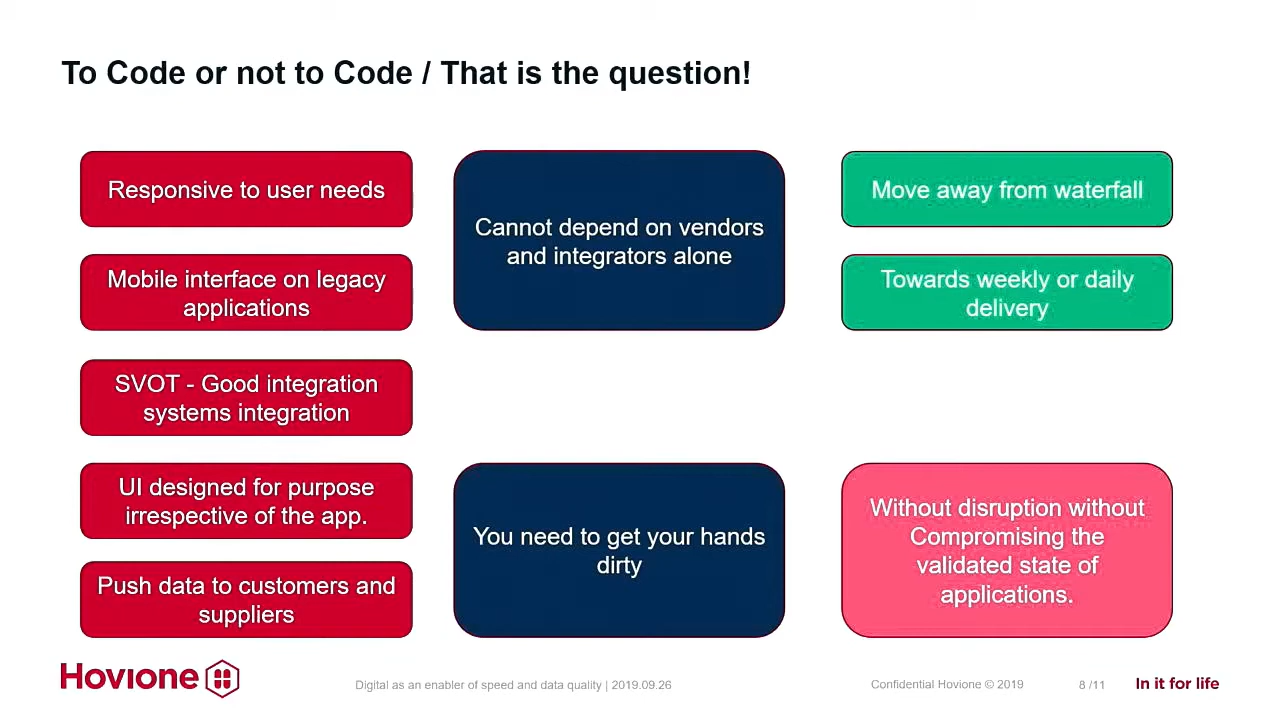 To Code or not to Code / That is the question!
Responsive to user needs
Mobile interface on legacy
applications
SVOT - Good integration
systems integration
UI designed for purpose
irrespective of the app.
Push data to customers and
suppliers
Cannot depend on vendors
and integrators alone
You need to get your hands
dirty
Move away from waterfall
Towards weekly or daily
delivery
Without disruption without
Compromising the
validated state of
applications.
Hovione
Digital as an enabler of speed and data quality | 2019.09.26
Confidential Hovione © 2019
8 /11
In it for life